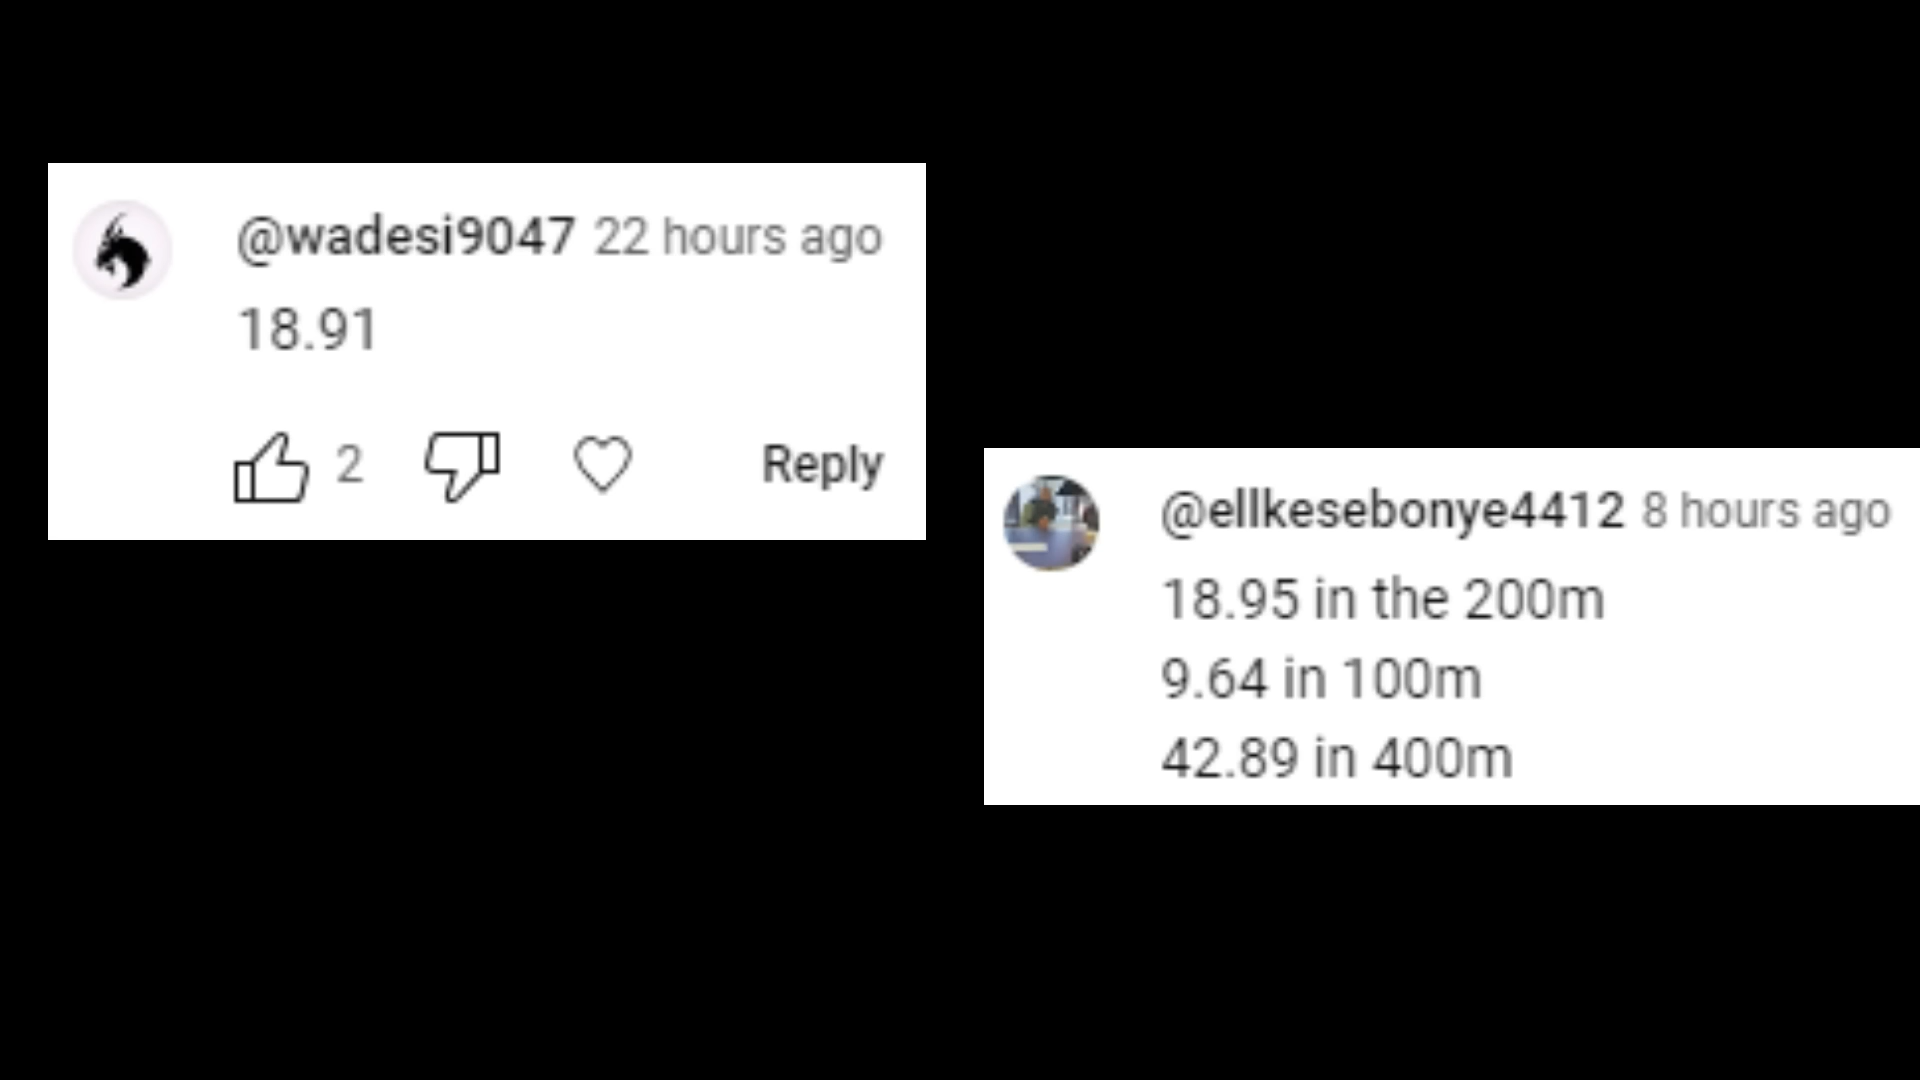 @wadesi9047 22 hours ago
18.91
2
Reply
@ellkesebonye4412 8 hours ago
18.95 in the 200m
9.64 in 100m
42.89 in 400m